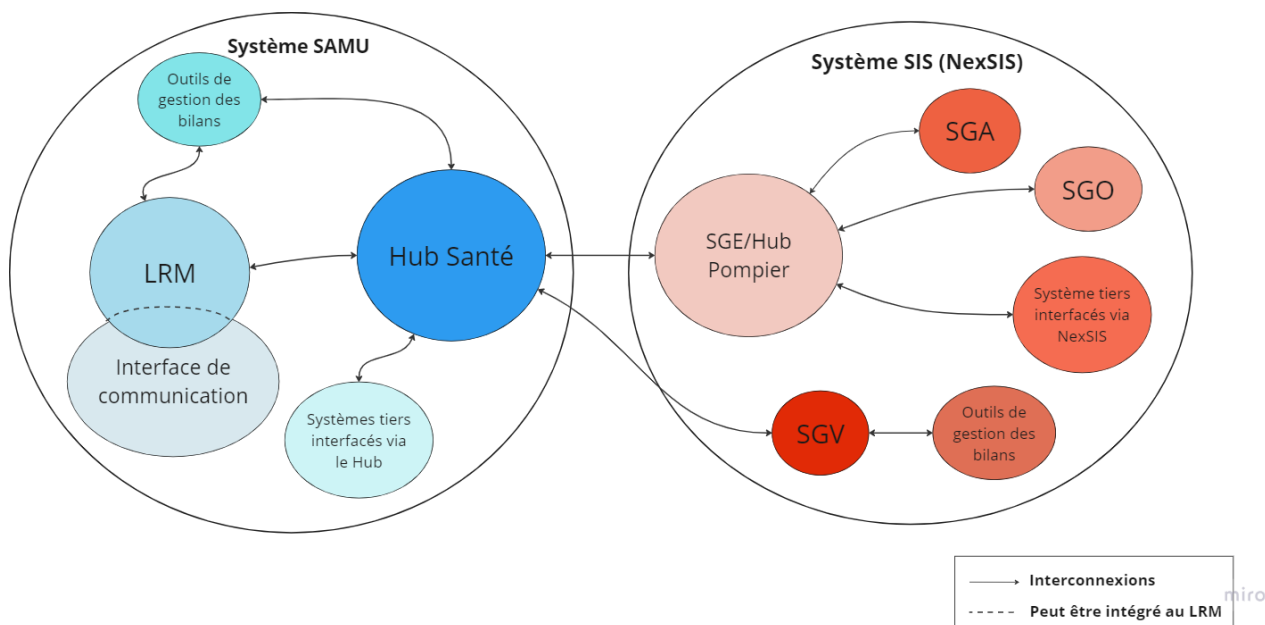 Système SAMU
Outils de
gestion des
bilans
LRM
Hub Santé
Interface de
communication
Systèmes tiers
interfacés via
le Hub
Système SIS (NexSIS)
SGA
SGO
SGE/Hub
Pompier
Système tiers
interfacés via
NexSIS
SGV
Outils de
gestion des
bilans
Interconnexions
Peut être intégré au LRM
miro